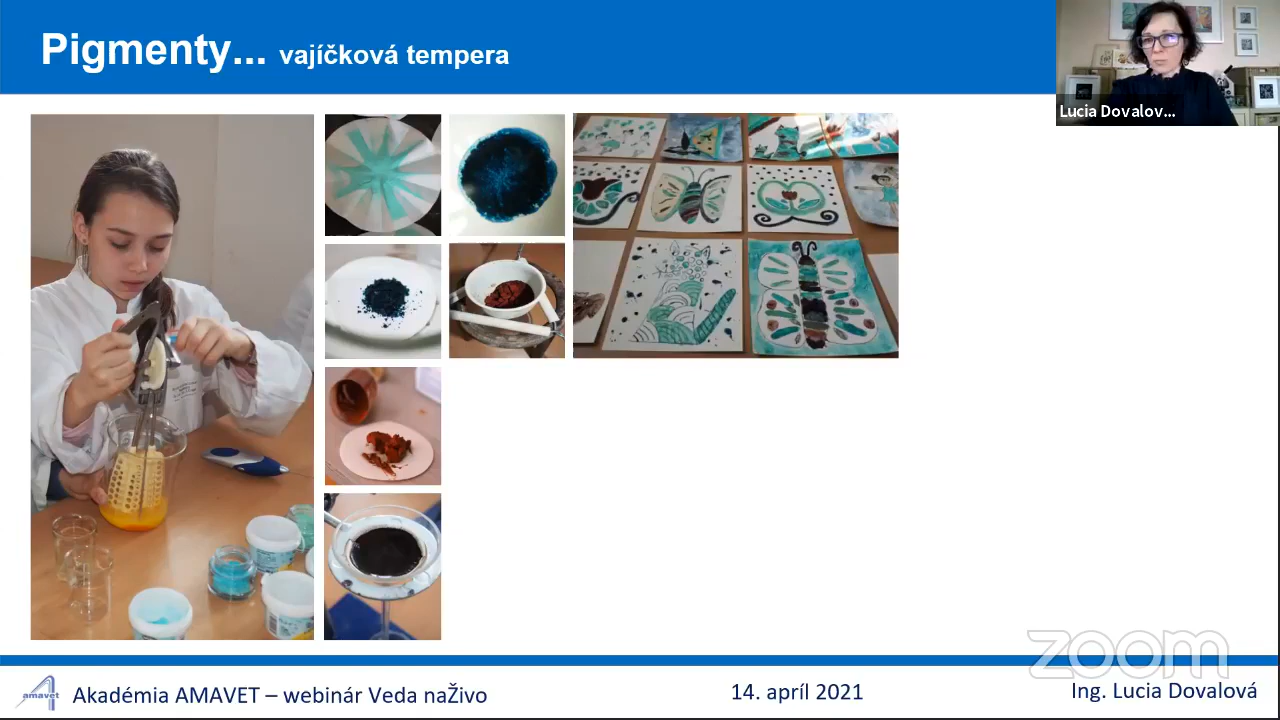 Pigmenty... vajíčková tempera
Lucia Dovalov...
zoom
amavet
Akadémia AMAVET – webinár Veda naŽivo
14. apríl 2021
Ing. Lucia Dovalová